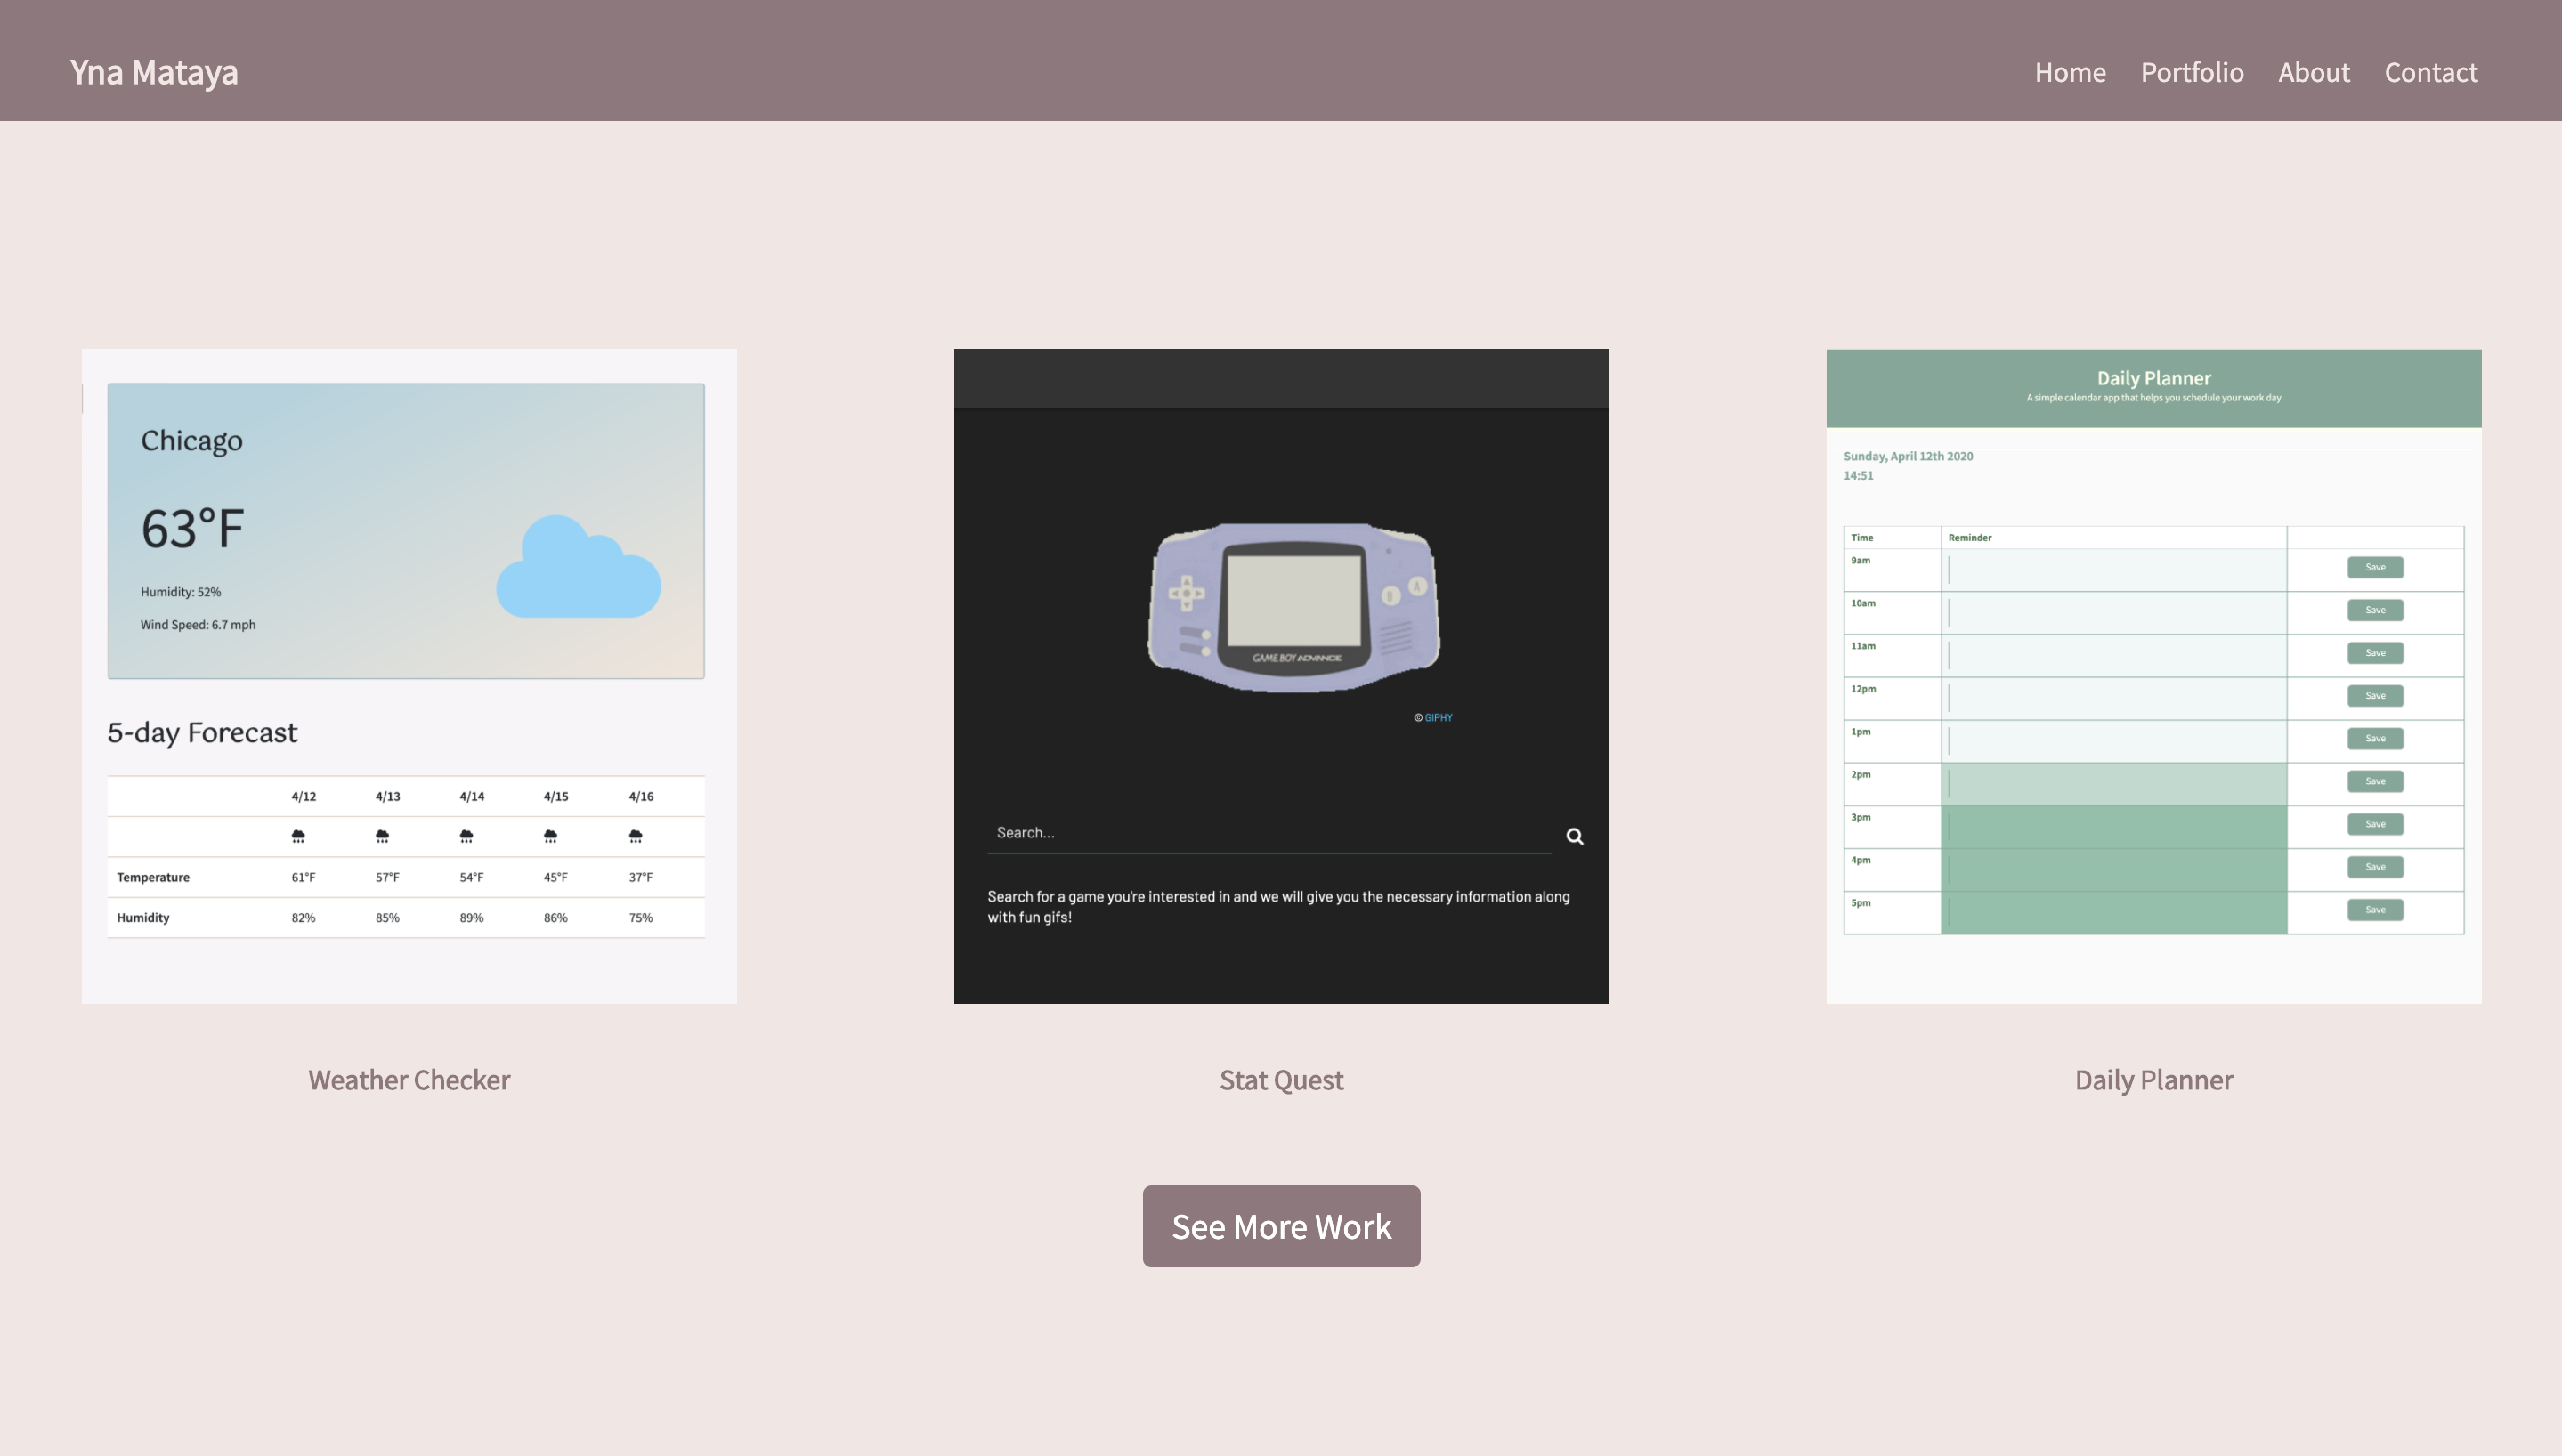 Yna Mataya
Home Portfolio About Contact
Chicago
63°F
Humidity: 52%
Wind Speed: 6.7 mph
5-day Forecast
4/12 4/13 4/14 4/15 4/16
Temperature 61°F 57°F 54°F 45°F 37°F
Humidity 82% 85% 89% 86% 75%
Weather Checker
GAME BOY ADVANCE
B A
© GIPHY
Search...
Search for a game you're interested in and we will give you the necessary information along
with fun gifs!
Stat Quest
Daily Planner
A simple calendar app that helps you schedule your work day
Sunday, April 12th 2020
14:51
Time Reminder
9am Save
10am Save
11am Save
12pm Save
1pm Save
2pm Save
3pm Save
4pm Save
5pm Save
Daily Planner
See More Work